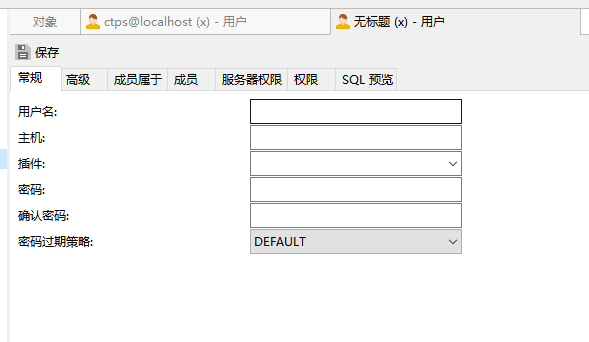 对象 ctps@localhost (x) - 用户 无标题 (x) - 用户
保存
常规 高级 成员属于 成员 服务器权限 权限 SQL 预览
用户名:
主机:
插件:
密码:
确认密码:
密码过期策略: DEFAULT